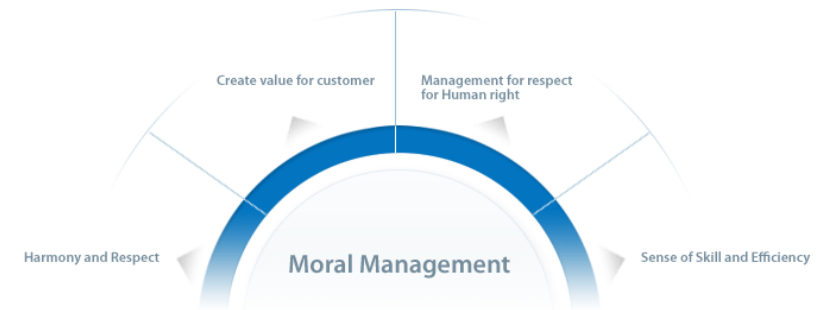 Create value for customer
Management for respect
for Human right
Harmony and Respect
Moral Management
Sense of Skill and Efficiency